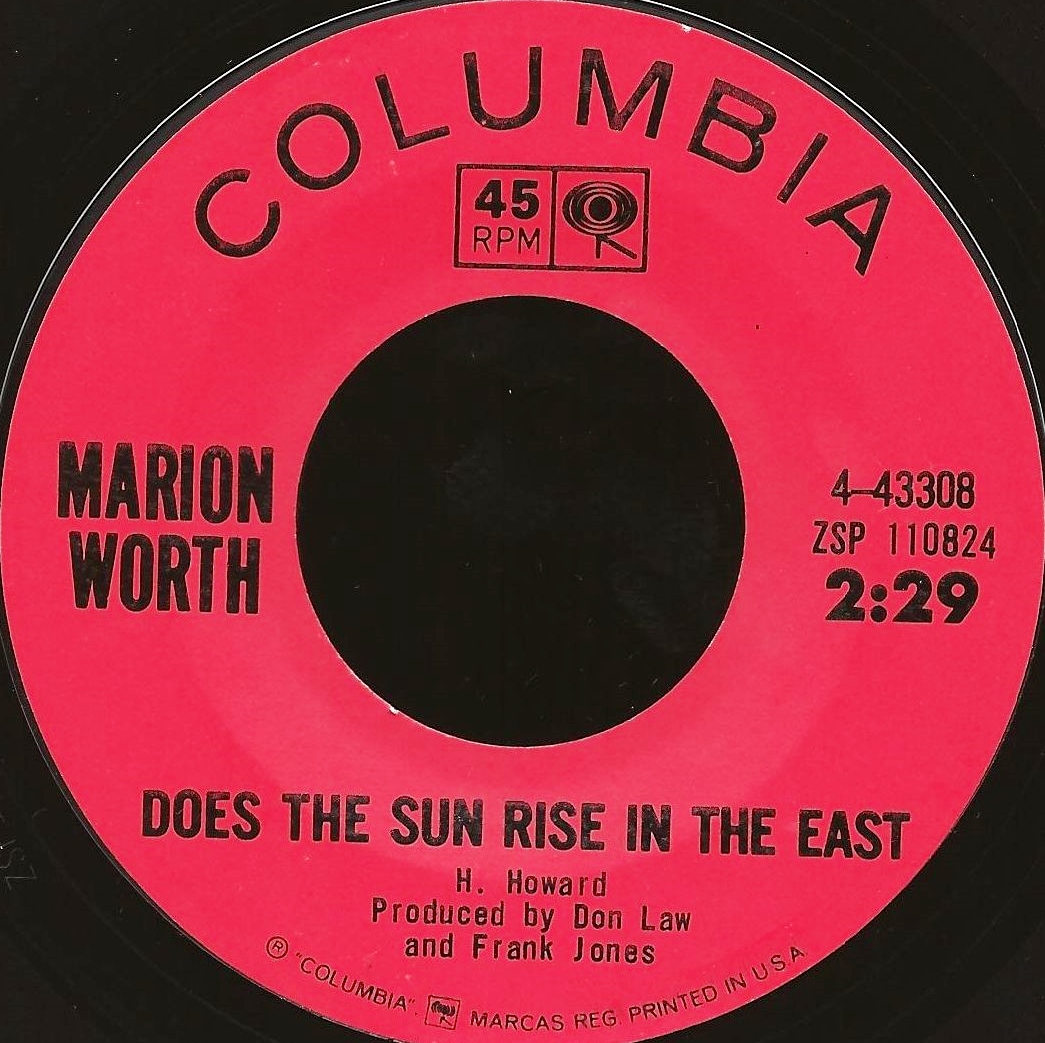 COLUMBIA
45
RPM
MARION
WORTH
4-43308
ZSP 110824
2:29
DOES THE SUN RISE IN THE EAST
H. Howard
Produced by Don Law
and Frank Jones
® "COLUMBIA". MARCAS REG. PRINTED IN U.S.A.